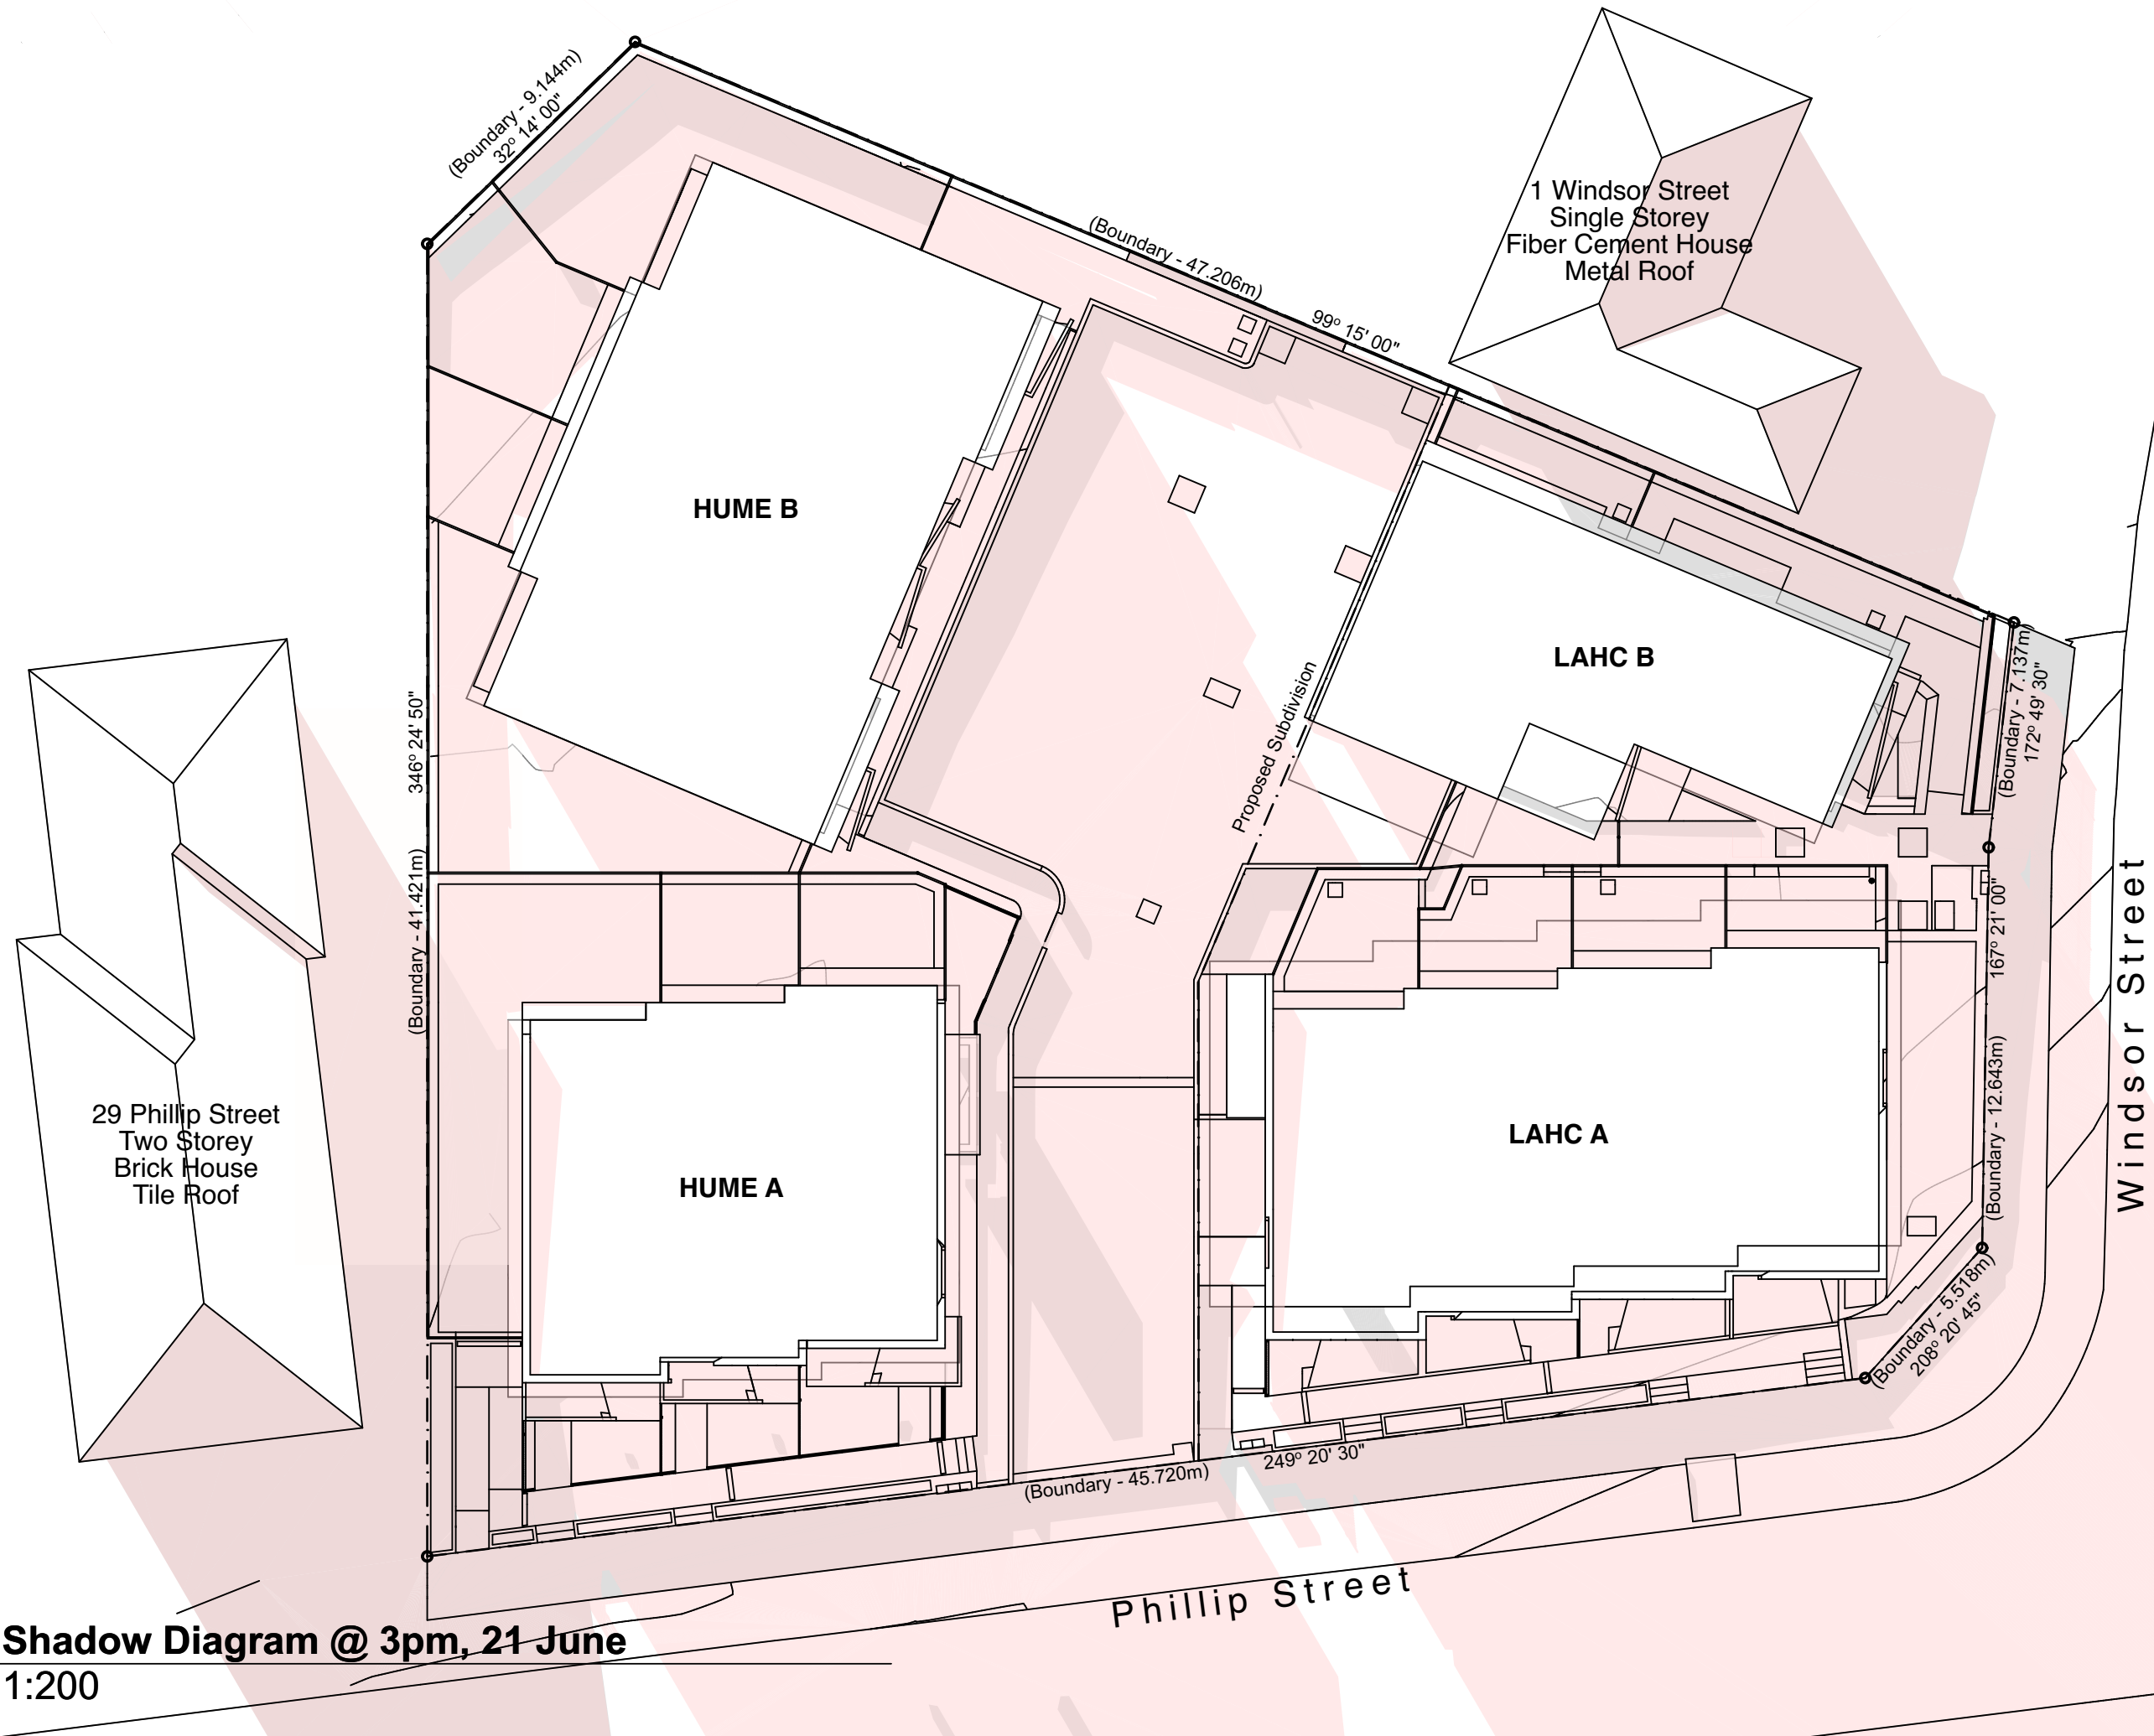 (Boundary - 9.144m)
32° 14' 00"
(Boundary - 47.206m)
99° 15' 00"
1 Windsor Street
Single Storey
Fiber Cement House
Metal Roof
HUME B
LAHC B
(Boundary - 7.137m)
172° 49' 30"
Proposed Subdivision
346° 24' 50"
(Boundary - 41.421m)
167° 21' 00"
(Boundary - 12.643m)
Windsor Street
29 Phillip Street
Two Storey
Brick House
Tile Roof
HUME A
LAHC A
(Boundary - 5.518m)
208° 20' 45"
249° 20' 30"
(Boundary - 45.720m)
Phillip Street
Shadow Diagram @ 3pm, 21 June
1:200